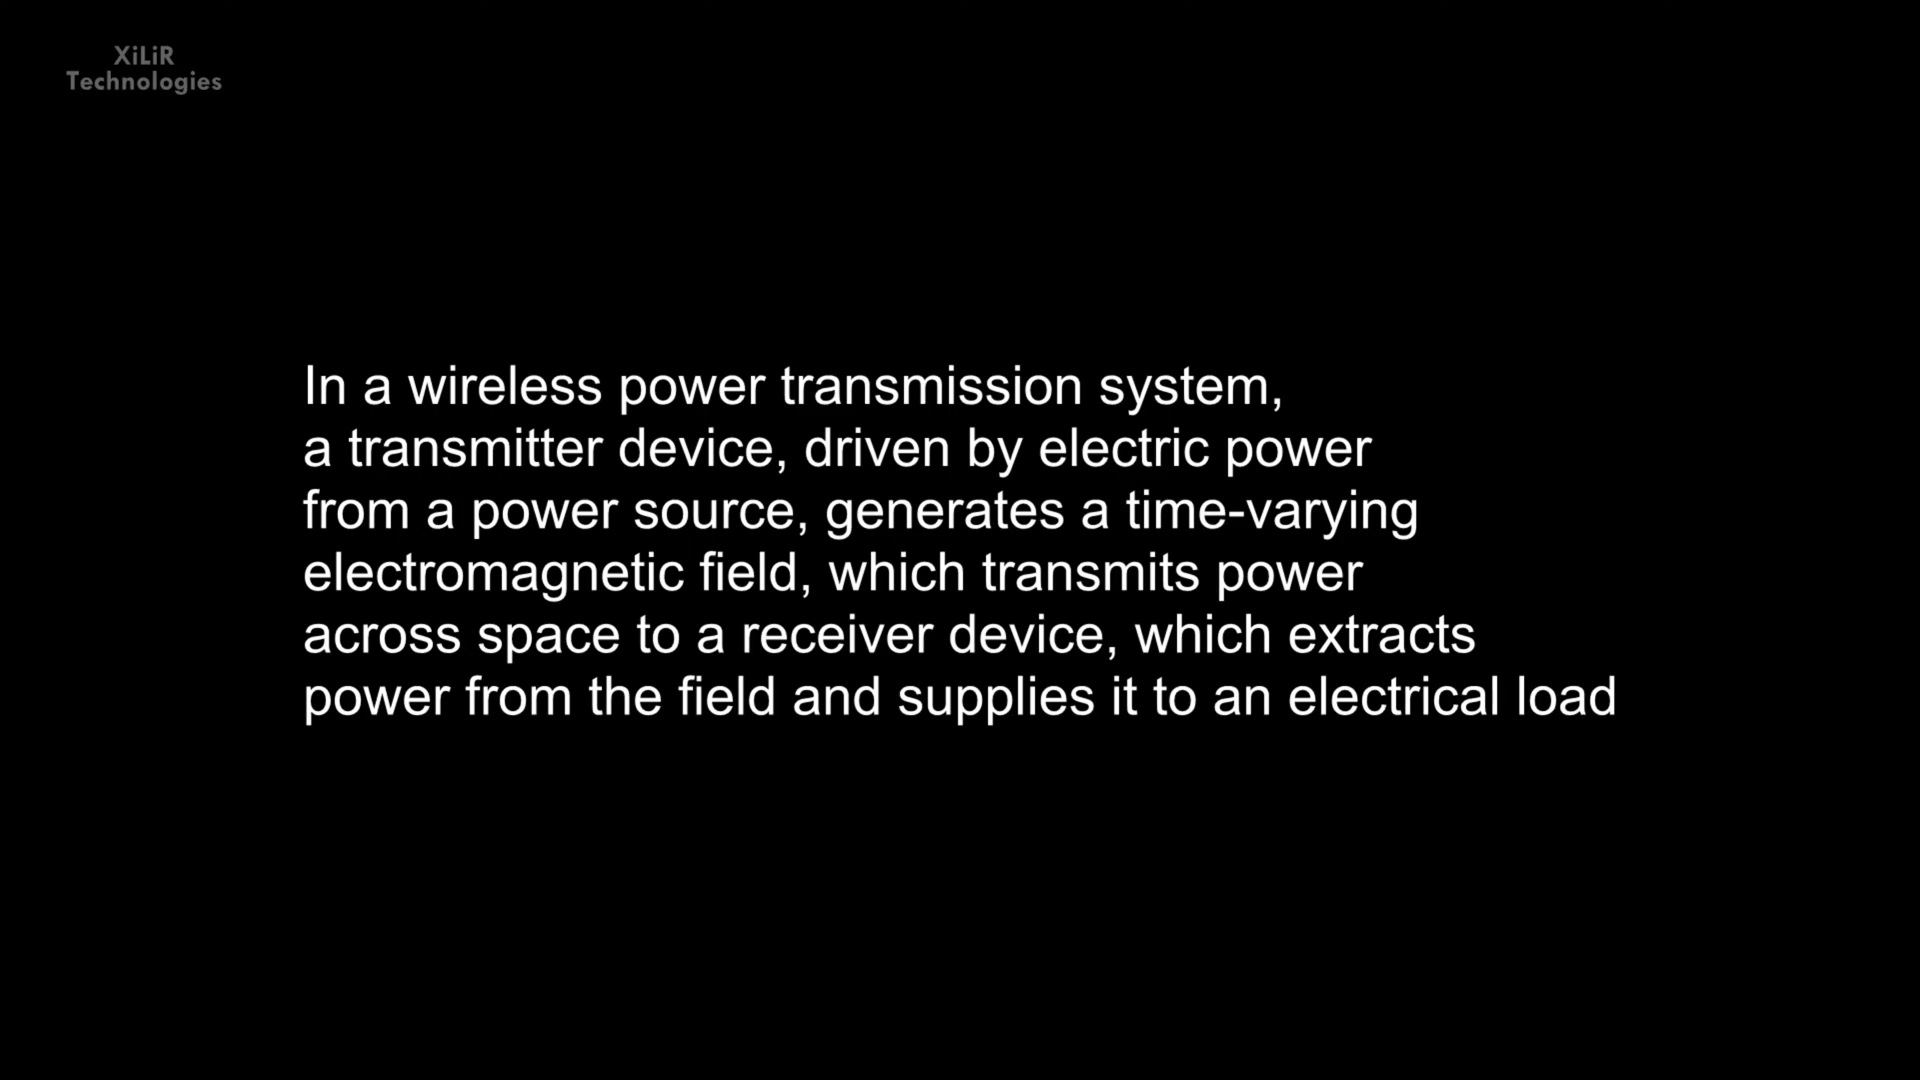 XiLiR
Technologies
In a wireless power transmission system,
a transmitter device, driven by electric power
from a power source, generates a time-varying
electromagnetic field, which transmits power
across space to a receiver device, which extracts
power from the field and supplies it to an electrical load